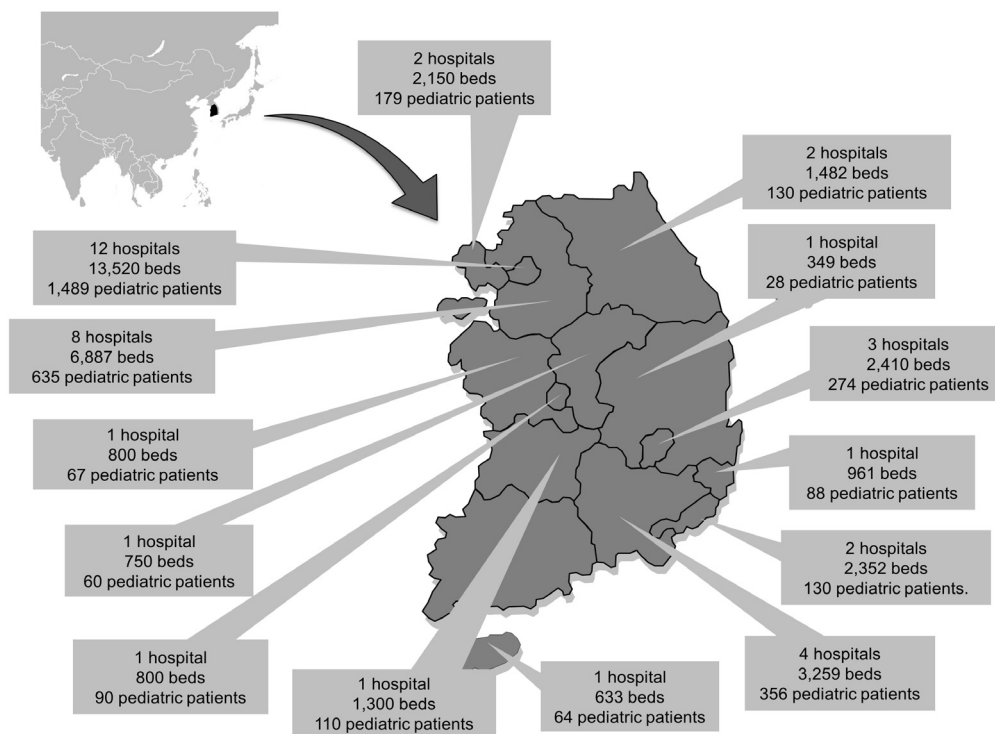 2 hospitals
2,150 beds
179 pediatric patients
2 hospitals
1,482 beds
130 pediatric patients
12 hospitals
13,520 beds
1,489 pediatric patients
1 hospital
349 beds
28 pediatric patients
8 hospitals
6,887 beds
635 pediatric patients
3 hospitals
2,410 beds
274 pediatric patients
1 hospital
800 beds
67 pediatric patients
1 hospital
961 beds
88 pediatric patients
1 hospital
750 beds
60 pediatric patients
2 hospitals
2,352 beds
130 pediatric patients.
1 hospital
800 beds
90 pediatric patients
1 hospital
1,300 beds
110 pediatric patients
1 hospital
633 beds
64 pediatric patients
4 hospitals
3,259 beds
356 pediatric patients